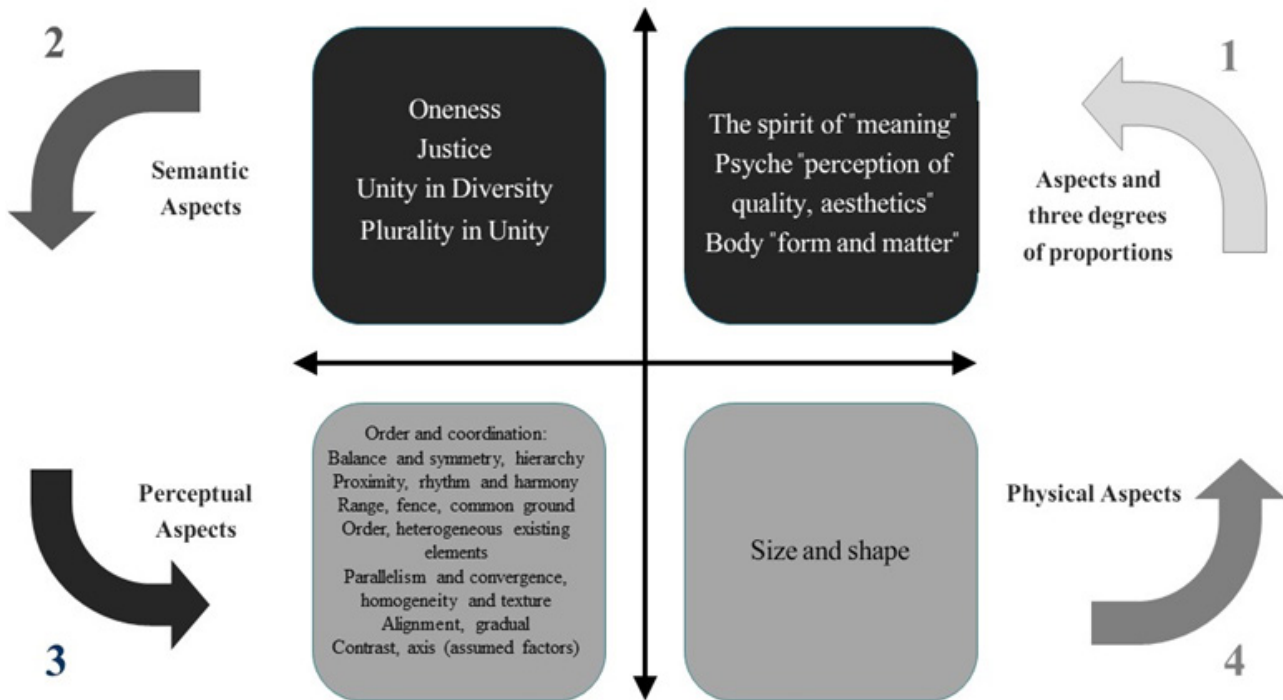 2
Semantic
Aspects
Oneness
Justice
Unity in Diversity
Plurality in Unity
The spirit of "meaning"
Psyche "perception of
quality, aesthetics"
Body "form and matter"
1
Aspects and
three degrees
of proportions
Perceptual
Aspects
3
Order and coordination:
Balance and symmetry, hierarchy
Proximity, rhythm and harmony
Range, fence, common ground
Order, heterogeneous existing
elements
Parallelism and convergence,
homogeneity and texture
Alignment, gradual
Contrast, axis (assumed factors)
Size and shape
Physical Aspects
4